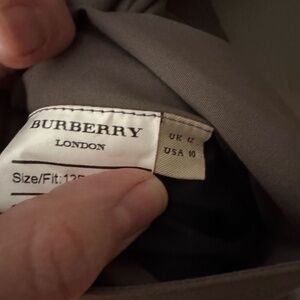 BURBERRY
LONDON
Size/Fit:
UK 12
USA 10